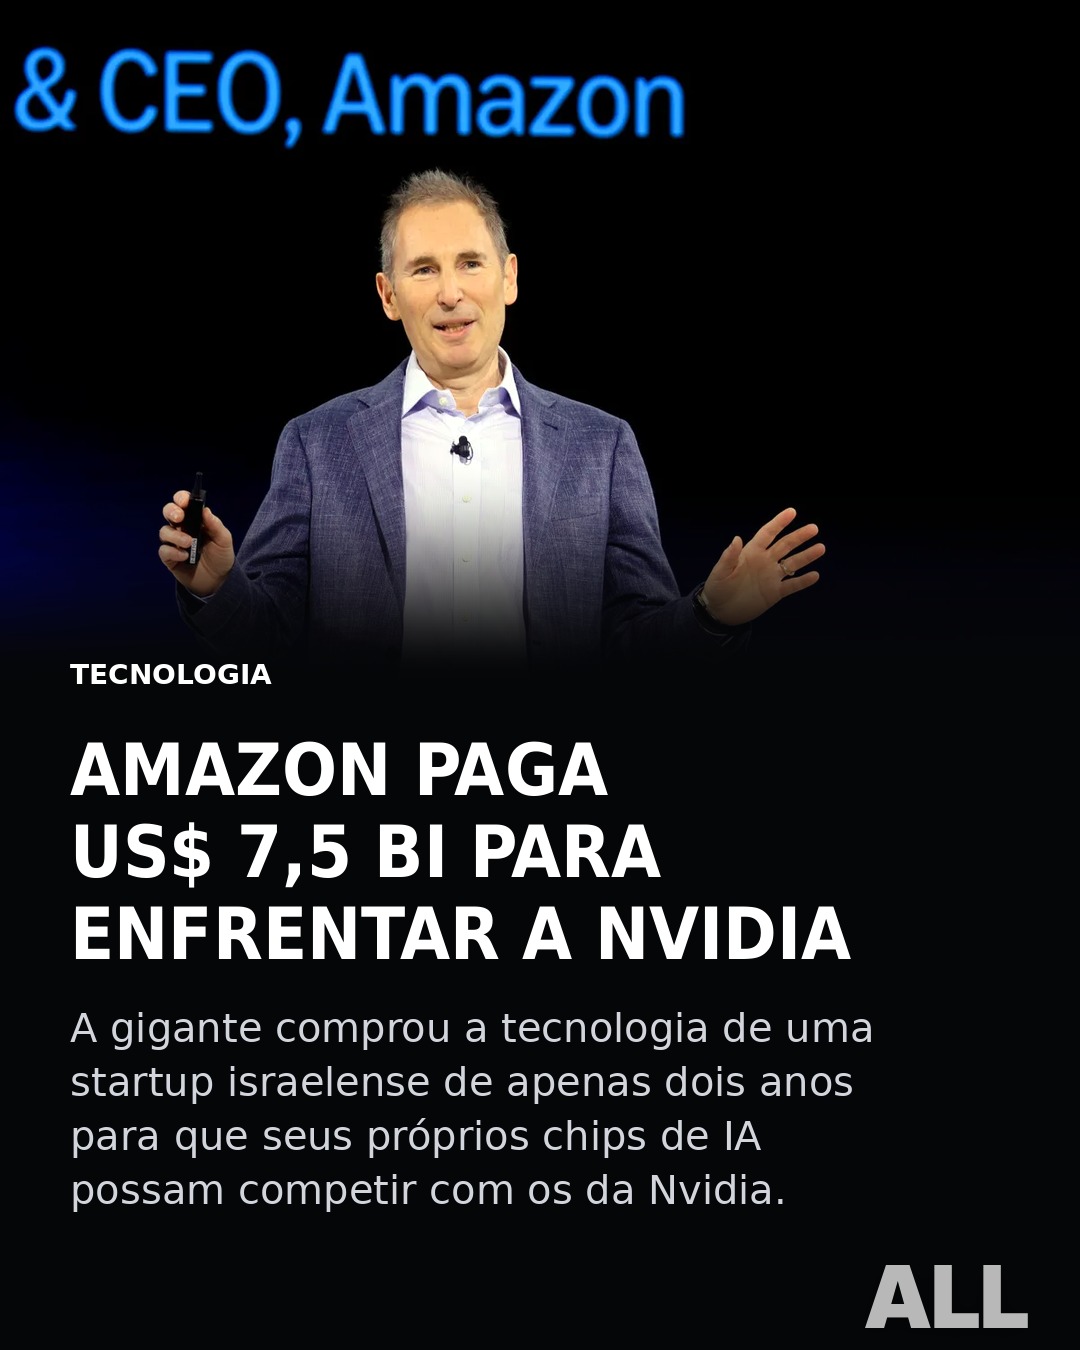 & CEO, Amazon
TECNOLOGIA
AMAZON PAGA
US$ 7,5 BI PARA
ENFRENTAR A NVIDIA
A gigante comprou a tecnologia de uma
startup israelense de apenas dois anos
para que seus próprios chips de IA
possam competir com os da Nvidia.
ALL